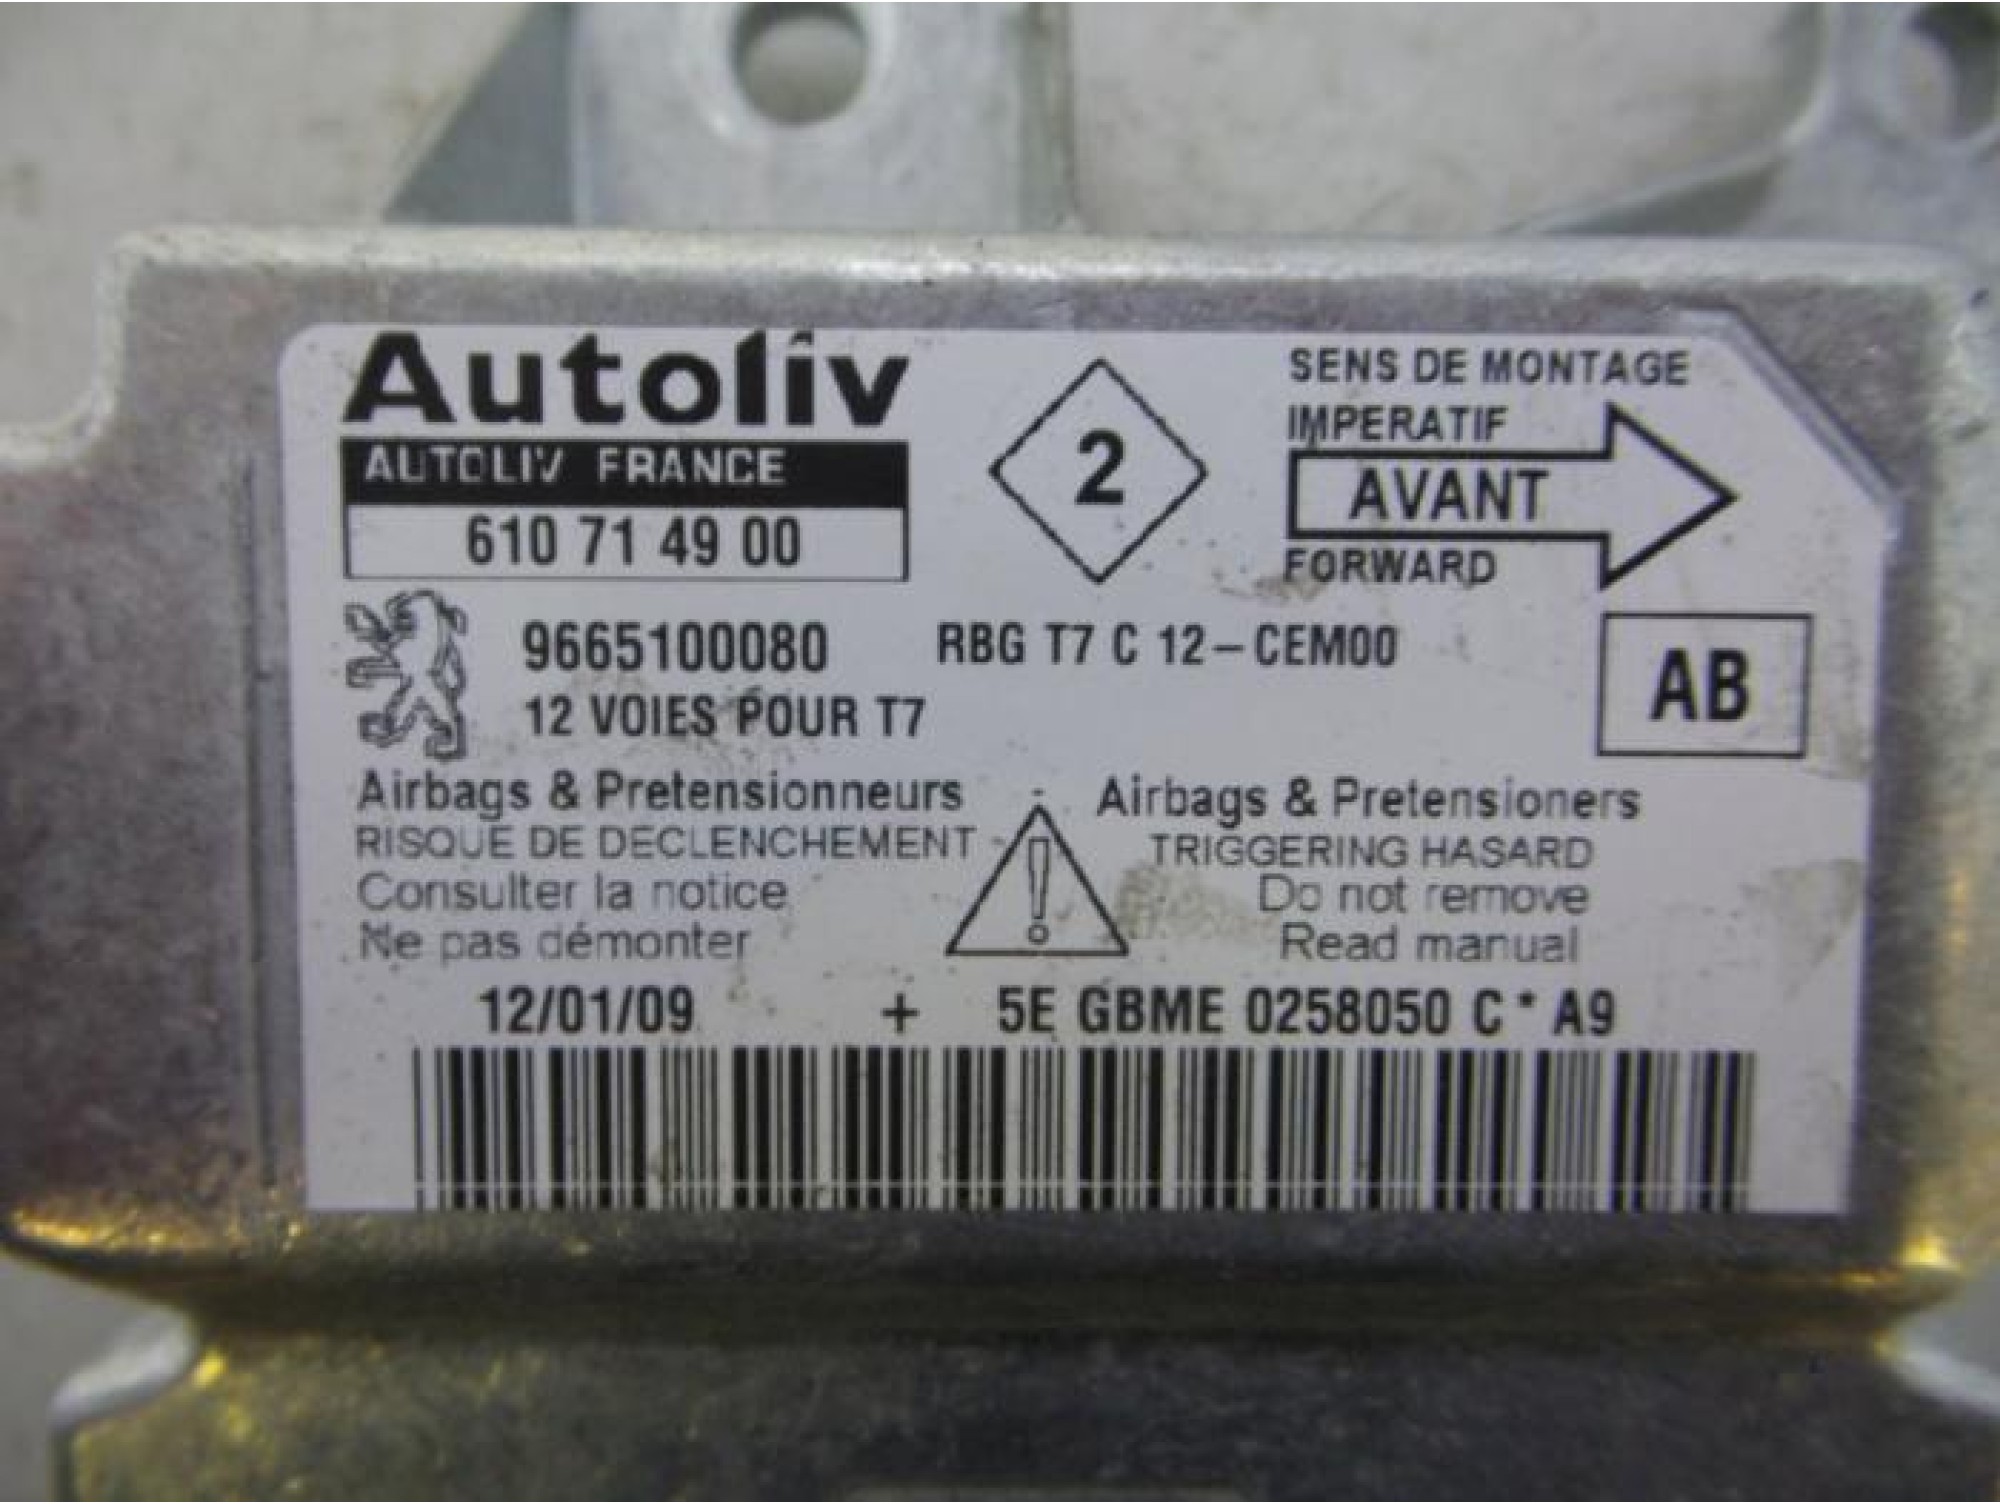 Autoliv
AUTOLIV FRANCE
610 71 49 00
2
SENS DE MONTAGE
IMPERATIF
AVANT
FORWARD
9665100080 RBG T7 C 12-CEM00
12 VOIES POUR T7
AB
Airbags & Pretensionneurs
RISQUE DE DECLENCHEMENT
Consulter la notice
Ne pas démonter
!
Airbags & Pretensioners
TRIGGERING HASARD
Do not remove
Read manual
12/01/09 + 5E GBME 0258050 C * A9